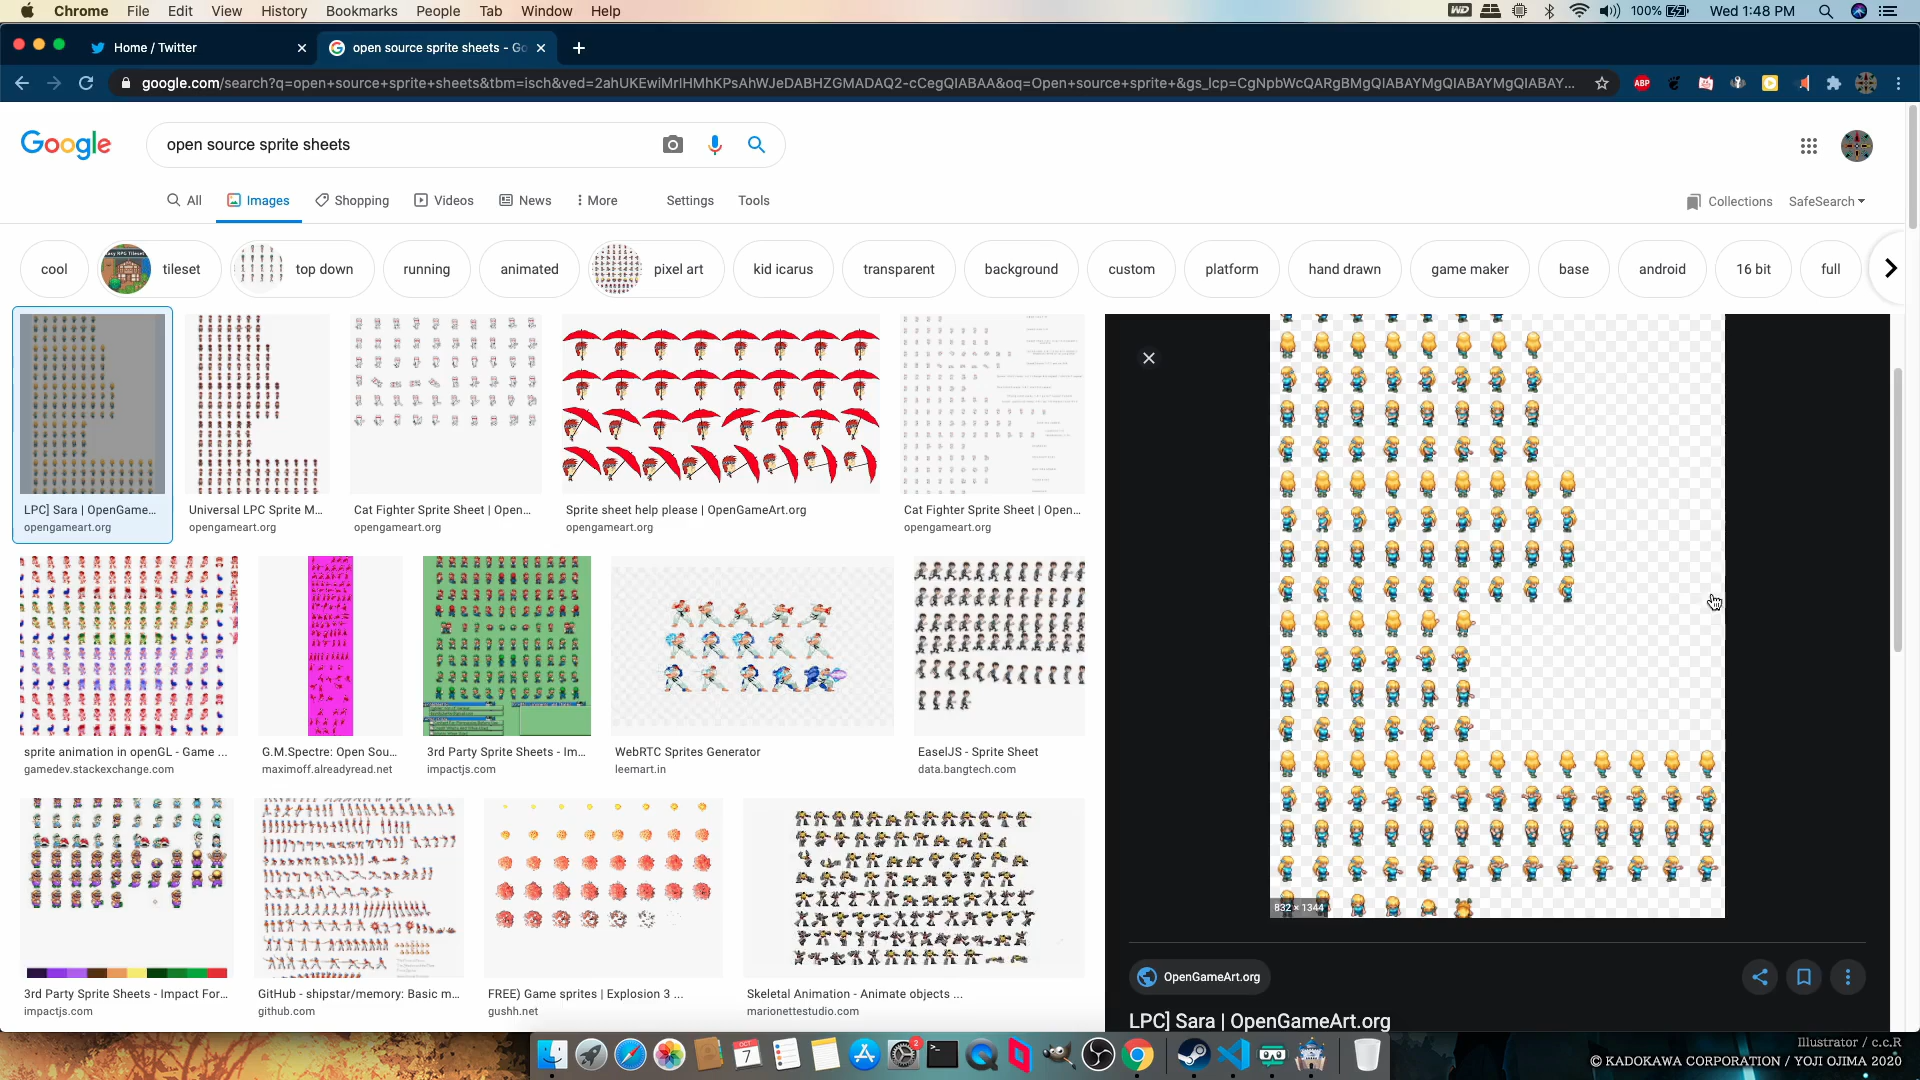 Chrome File Edit View History Bookmarks People Tab Window Help
WD 100% Wed 1:48 PM
Home / Twitter
open source sprite sheets - Go
google.com/search?q=open+source+sprite+sheets&tbm=isch&ved=2ahUKEwiMrIHMhKPsAhWJeDABHZGMADAQ2-cCegQIABAA&oq=Open+source+sprite+&gs_lcp=CgNpbWcQARgBMgQIABAYMgQIABAYMgQIABAYMgQIABAY...
ABP
Google
open source sprite sheets
All Images Shopping Videos News More Settings Tools
Collections SafeSearch
cool tileset top down running animated pixel art kid icarus transparent background custom platform hand drawn game maker base android 16 bit full
LPC] Sara | OpenGame...
opengameart.org
Universal LPC Sprite M...
opengameart.org
Cat Fighter Sprite Sheet | Open...
opengameart.org
Sprite sheet help please | OpenGameArt.org
opengameart.org
Cat Fighter Sprite Sheet | Open...
opengameart.org
sprite animation in openGL - Game ...
gamedev.stackexchange.com
G.M.Spectre: Open Sou...
maximoff.alreadyread.net
3rd Party Sprite Sheets - Im...
impactjs.com
WebRTC Sprites Generator
leemart.in
EaselJS - Sprite Sheet
data.bangtech.com
3rd Party Sprite Sheets - Impact For...
impactjs.com
GitHub - shipstar/memory: Basic m...
github.com
FREE) Game sprites | Explosion 3 ...
gushh.net
Skeletal Animation - Animate objects ...
marionettestudio.com
832 × 1344
OpenGameArt.org
LPC] Sara | OpenGameArt.org
OCT
7
2
Illustrator / c.c.R
© KADOKAWA CORPORATION / YOJI OJIMA 2020